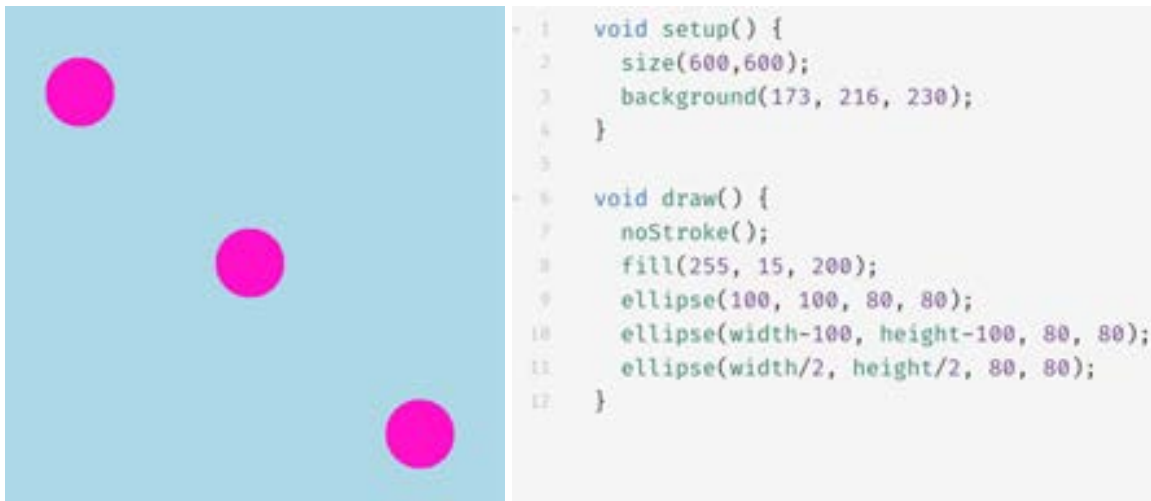 1 void setup() {
2 size(600,600);
3 background(173, 216, 230);
4 }
5
6 void draw() {
7 noStroke();
8 fill(255, 15, 200);
9 ellipse(100, 100, 80, 80);
10 ellipse(width-100, height-100, 80, 80);
11 ellipse(width/2, height/2, 80, 80);
12 }